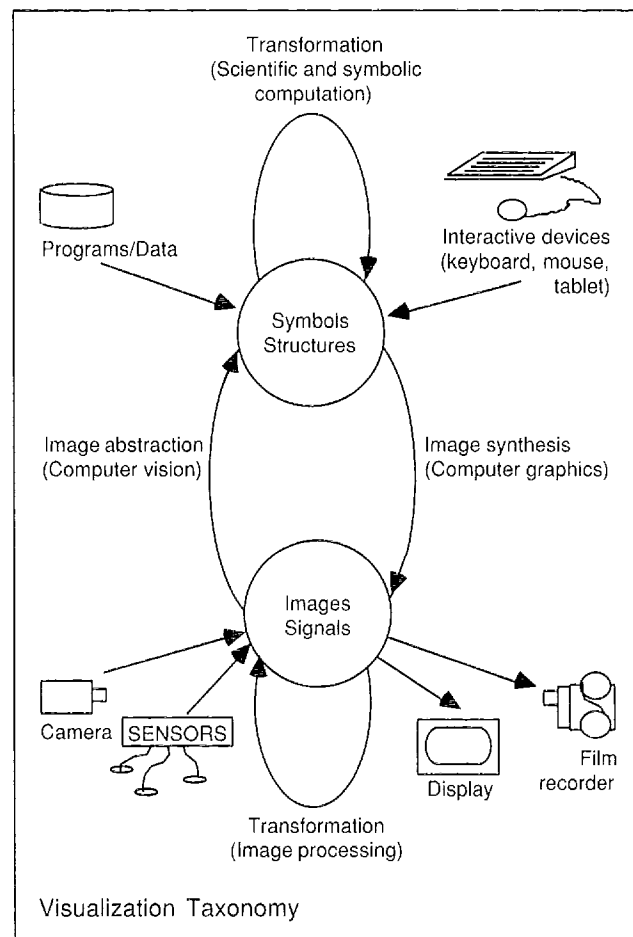 Transformation
(Scientific and symbolic
computation)
Programs/Data
Interactive devices
(keyboard, mouse,
tablet)
Symbols
Structures
Image abstraction
(Computer vision)
Image synthesis
(Computer graphics)
Images
Signals
Camera
SENSORS
Display
Film
recorder
Transformation
(Image processing)
Visualization Taxonomy